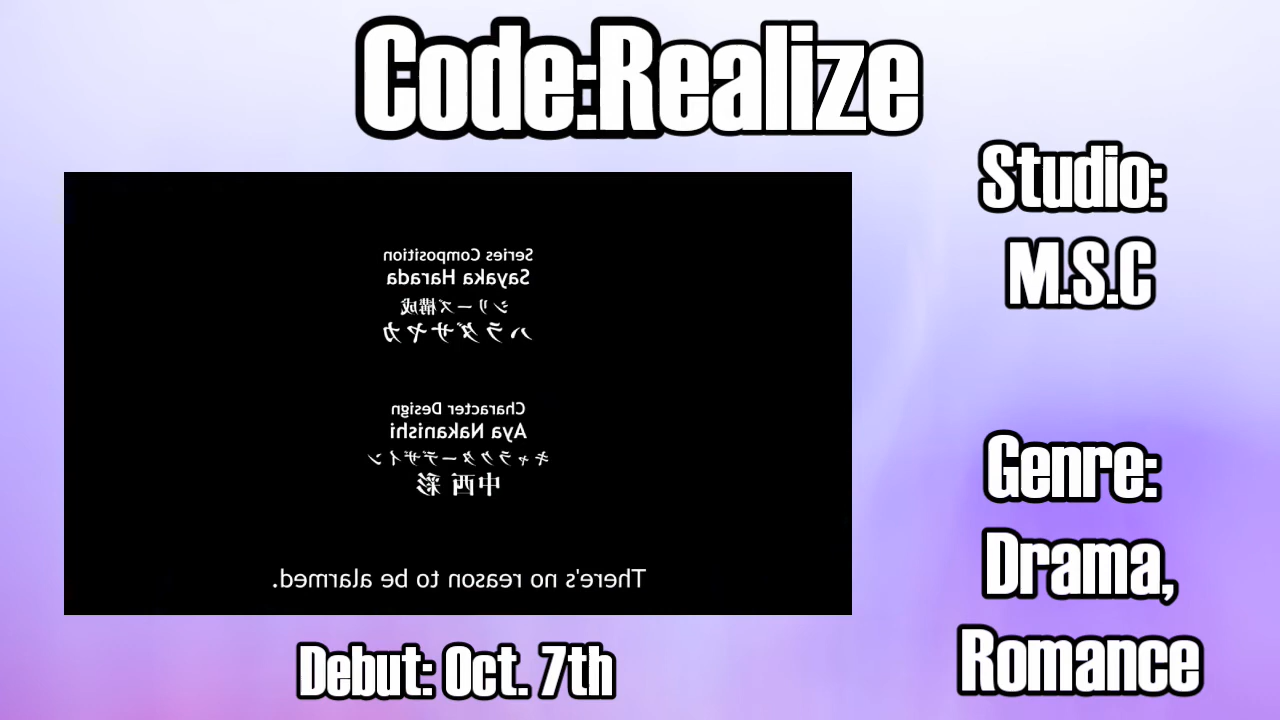 Code:Realize
Studio:
M.S.C
Series Composition
Sayaka Harada
シリーズ構成
ハラダサヤカ
Character Design
Aya Nakanishi
キャラクターデザイン
中西 彩
There's no reason to be alarmed.
Genre:
Drama,
Romance
Debut: Oct. 7th